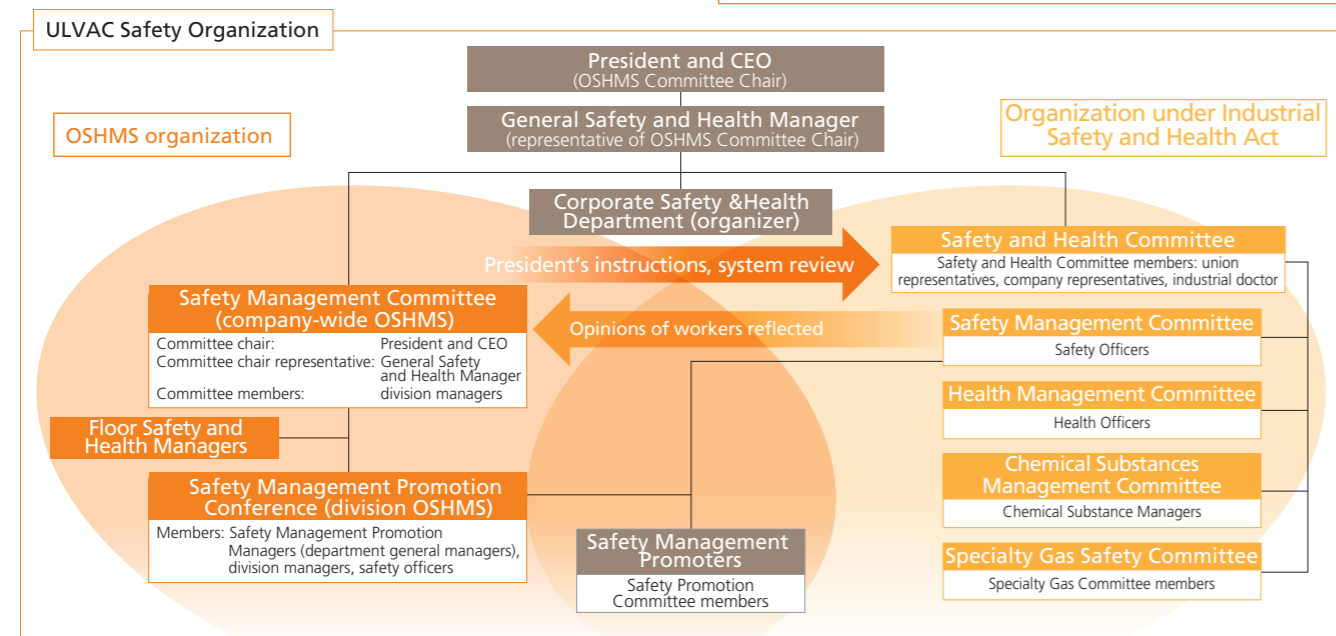 ULVAC Safety Organization
President and CEO
(OSHMS Committee Chair)
OSHMS organization
General Safety and Health Manager
(representative of OSHMS Committee Chair)
Organization under Industrial
Safety and Health Act
Corporate Safety &Health
Department (organizer)
President's instructions, system review
Safety and Health Committee
Safety and Health Committee members: union
representatives, company representatives, industrial doctor
Safety Management Committee
(company-wide OSHMS)
Committee chair: President and CEO
Committee chair representative: General Safety
and Health Manager
Committee members: division managers
Opinions of workers reflected
Safety Management Committee
Safety Officers
Health Management Committee
Health Officers
Floor Safety and
Health Managers
Chemical Substances
Management Committee
Chemical Substance Managers
Safety Management Promotion
Conference (division OSHMS)
Members: Safety Management Promotion
Managers (department general managers),
division managers, safety officers
Safety Management
Promoters
Safety Promotion
Committee members
Specialty Gas Safety Committee
Specialty Gas Committee members